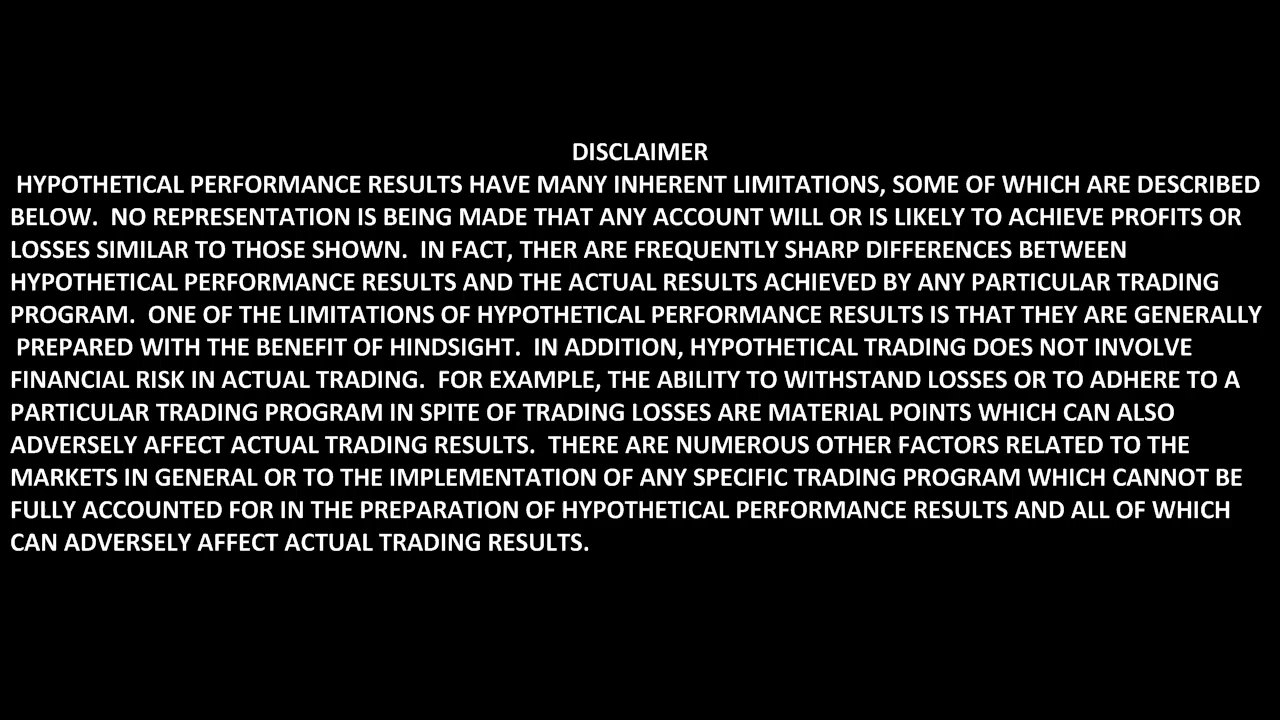 DISCLAIMER
HYPOTHETICAL PERFORMANCE RESULTS HAVE MANY INHERENT LIMITATIONS, SOME OF WHICH ARE DESCRIBED
BELOW.  NO REPRESENTATION IS BEING MADE THAT ANY ACCOUNT WILL OR IS LIKELY TO ACHIEVE PROFITS OR
LOSSES SIMILAR TO THOSE SHOWN.  IN FACT, THER ARE FREQUENTLY SHARP DIFFERENCES BETWEEN
HYPOTHETICAL PERFORMANCE RESULTS AND THE ACTUAL RESULTS ACHIEVED BY ANY PARTICULAR TRADING
PROGRAM.  ONE OF THE LIMITATIONS OF HYPOTHETICAL PERFORMANCE RESULTS IS THAT THEY ARE GENERALLY
PREPARED WITH THE BENEFIT OF HINDSIGHT.  IN ADDITION, HYPOTHETICAL TRADING DOES NOT INVOLVE
FINANCIAL RISK IN ACTUAL TRADING.  FOR EXAMPLE, THE ABILITY TO WITHSTAND LOSSES OR TO ADHERE TO A
PARTICULAR TRADING PROGRAM IN SPITE OF TRADING LOSSES ARE MATERIAL POINTS WHICH CAN ALSO
ADVERSELY AFFECT ACTUAL TRADING RESULTS.  THERE ARE NUMEROUS OTHER FACTORS RELATED TO THE
MARKETS IN GENERAL OR TO THE IMPLEMENTATION OF ANY SPECIFIC TRADING PROGRAM WHICH CANNOT BE
FULLY ACCOUNTED FOR IN THE PREPARATION OF HYPOTHETICAL PERFORMANCE RESULTS AND ALL OF WHICH
CAN ADVERSELY AFFECT ACTUAL TRADING RESULTS.